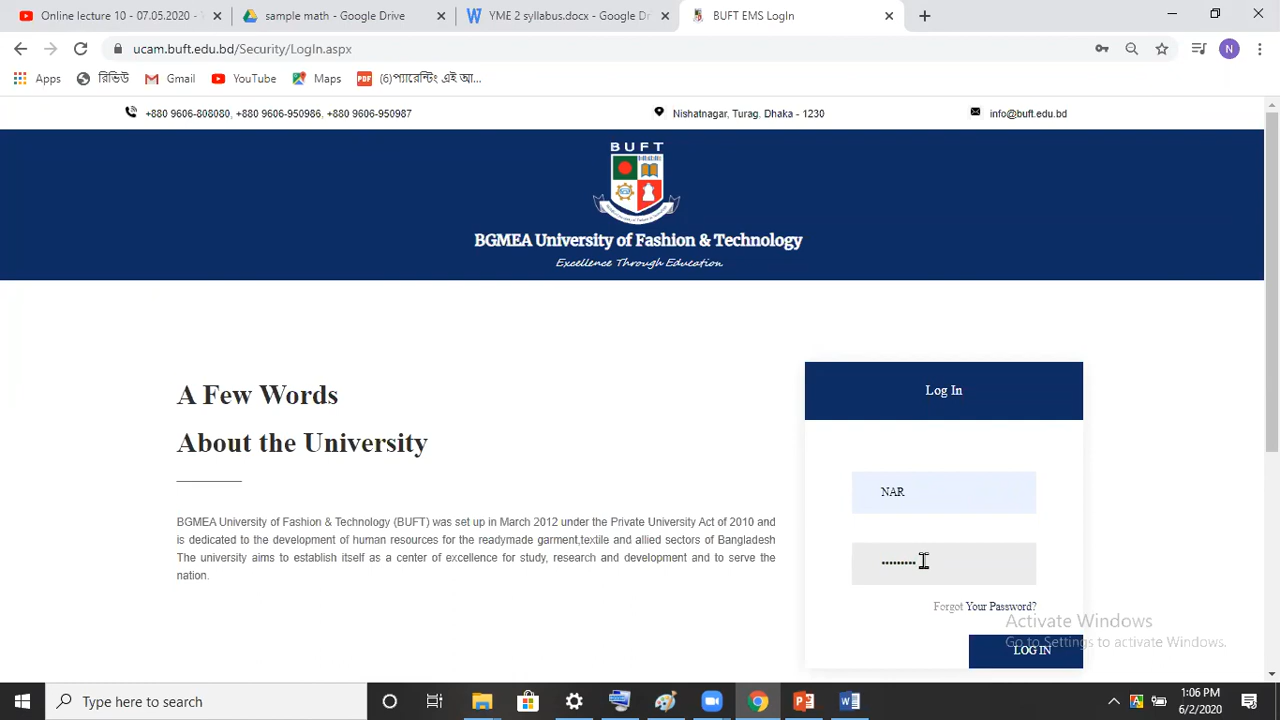 Online lecture 10 - 07.05.2020 - 1
sample math - Google Drive
YME 2 syllabus.docx - Google Dr
BUFT EMS LogIn
ucam.buft.edu.bd/Security/LogIn.aspx
N
Apps
রিভিউ
Gmail
YouTube
Maps
PDF
(6)প্যারেন্টিং এই আ...
+880 9606-808080, +880 9606-950986, +880 9606-950987
Nishatnagar, Turag, Dhaka - 1230
info@buft.edu.bd
BUFT
BGMEA University of Fashion & Technology
Excellence Through Education.
Log In
A Few Words
About the University
NAR
BGMEA University of Fashion & Technology (BUFT) was set up in March 2012 under the Private University Act of 2010 and
is dedicated to the development of human resources for the readymade garment,textile and allied sectors of Bangladesh
The university aims to establish itself as a center of excellence for study, research and development and to serve the
nation.
Forgot Your Password?
Activate Windows
Go to Settings to activate Windows.
LOG IN
Type here to search
1:06 PM
6/2/2020